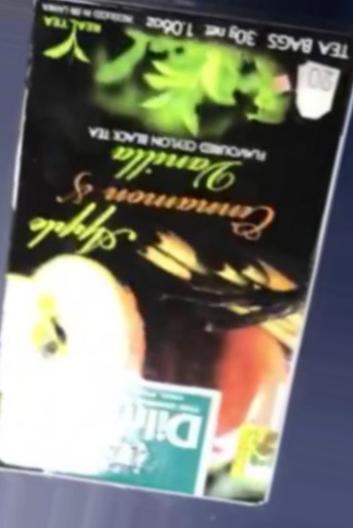 Dil
Apple
Cinnamon &
Vanilla
FLAVOURED CEYLON BLACK TEA
REAL TEA
20
TEA BAGS 30g net 1.06oz